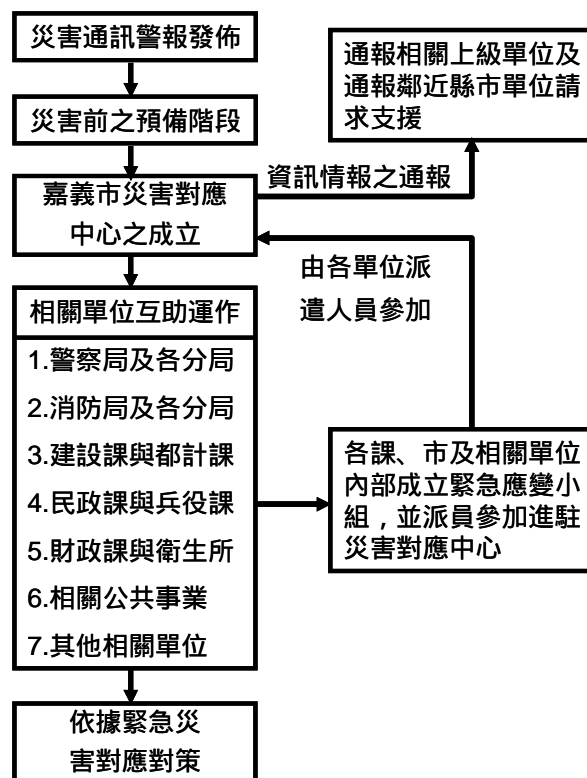 災害通訊警報發佈
災害前之預備階段
嘉義市災害對應
中心之成立
資訊情報之通報
通報相關上級單位及
通報鄰近縣市單位請
求支援
由各單位派
遣人員參加
相關單位互助運作
1.警察局及各分局
2.消防局及各分局
3.建設課與都計課
4.民政課與兵役課
5.財政課與衛生所
6.相關公共事業
7.其他相關單位
各課、市及相關單位
內部成立緊急應變小
組，並派員參加進駐
災害對應中心
依據緊急災
害對應對策